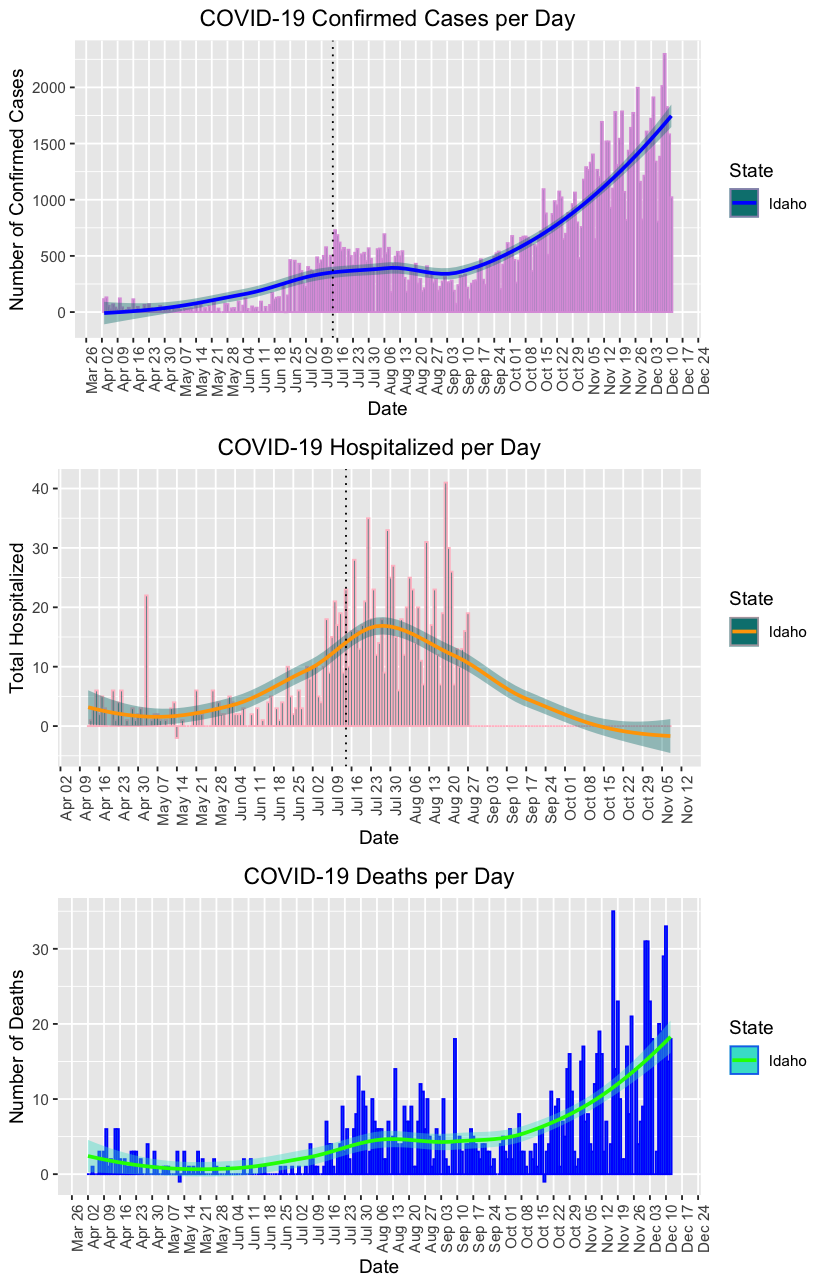 COVID-19 Confirmed Cases per Day
Number of Confirmed Cases
2000
1500
1000
500
0
Mar 26
Apr 02
Apr 09
Apr 16
Apr 23
Apr 30
May 07
May 14
May 21
May 28
Jun 04
Jun 11
Jun 18
Jun 25
Jul 02
Jul 09
Jul 16
Jul 23
Jul 30
Aug 06
Aug 13
Aug 20
Aug 27
Sep 03
Sep 10
Sep 17
Sep 24
Oct 01
Oct 08
Oct 15
Oct 22
Oct 29
Nov 05
Nov 12
Nov 19
Nov 26
Dec 03
Dec 10
Dec 17
Dec 24
Date
State
Idaho
COVID-19 Hospitalized per Day
Total Hospitalized
40
30
20
10
0
Apr 02
Apr 09
Apr 16
Apr 23
Apr 30
May 07
May 14
May 21
May 28
Jun 04
Jun 11
Jun 18
Jun 25
Jul 02
Jul 09
Jul 16
Jul 23
Jul 30
Aug 06
Aug 13
Aug 20
Aug 27
Sep 03
Sep 10
Sep 17
Sep 24
Oct 01
Oct 08
Oct 15
Oct 22
Oct 29
Nov 05
Nov 12
Date
State
Idaho
COVID-19 Deaths per Day
Number of Deaths
30
20
10
0
Mar 26
Apr 02
Apr 09
Apr 16
Apr 23
Apr 30
May 07
May 14
May 21
May 28
Jun 04
Jun 11
Jun 18
Jun 25
Jul 02
Jul 09
Jul 16
Jul 23
Jul 30
Aug 06
Aug 13
Aug 20
Aug 27
Sep 03
Sep 10
Sep 17
Sep 24
Oct 01
Oct 08
Oct 15
Oct 22
Oct 29
Nov 05
Nov 12
Nov 19
Nov 26
Dec 03
Dec 10
Dec 17
Dec 24
Date
State
Idaho